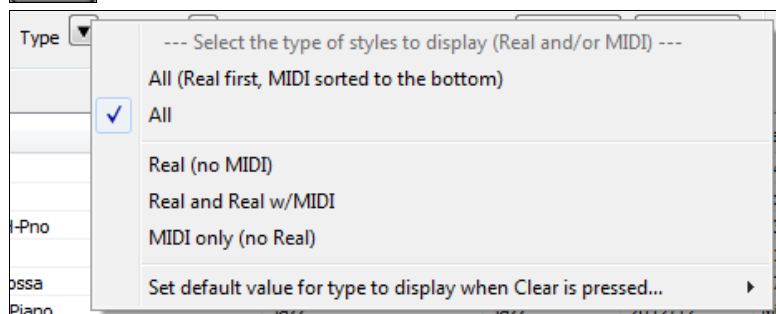 Type
--- Select the type of styles to display (Real and/or MIDI) ---
All (Real first, MIDI sorted to the bottom)
All
Real (no MIDI)
Real and Real w/MIDI
-Pno
MIDI only (no Real)
ossa
Set default value for type to display when Clear is pressed...
Piano